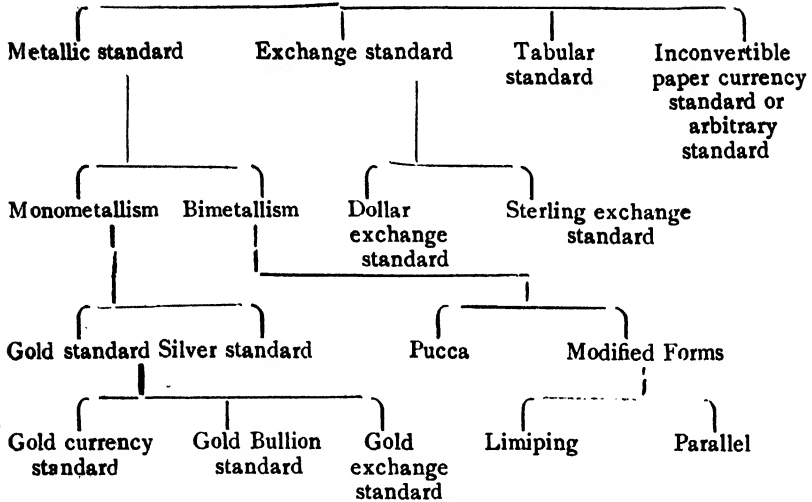 Metallic standard Exchange standard Tabular standard Inconvertible paper currency standard or arbitrary standard
Monometallism Bimetallism Dollar exchange standard Sterling exchange standard
Gold standard Silver standard Pucca Modified Forms
Gold currency standard Gold Bullion standard Gold exchange standard Limiping Parallel